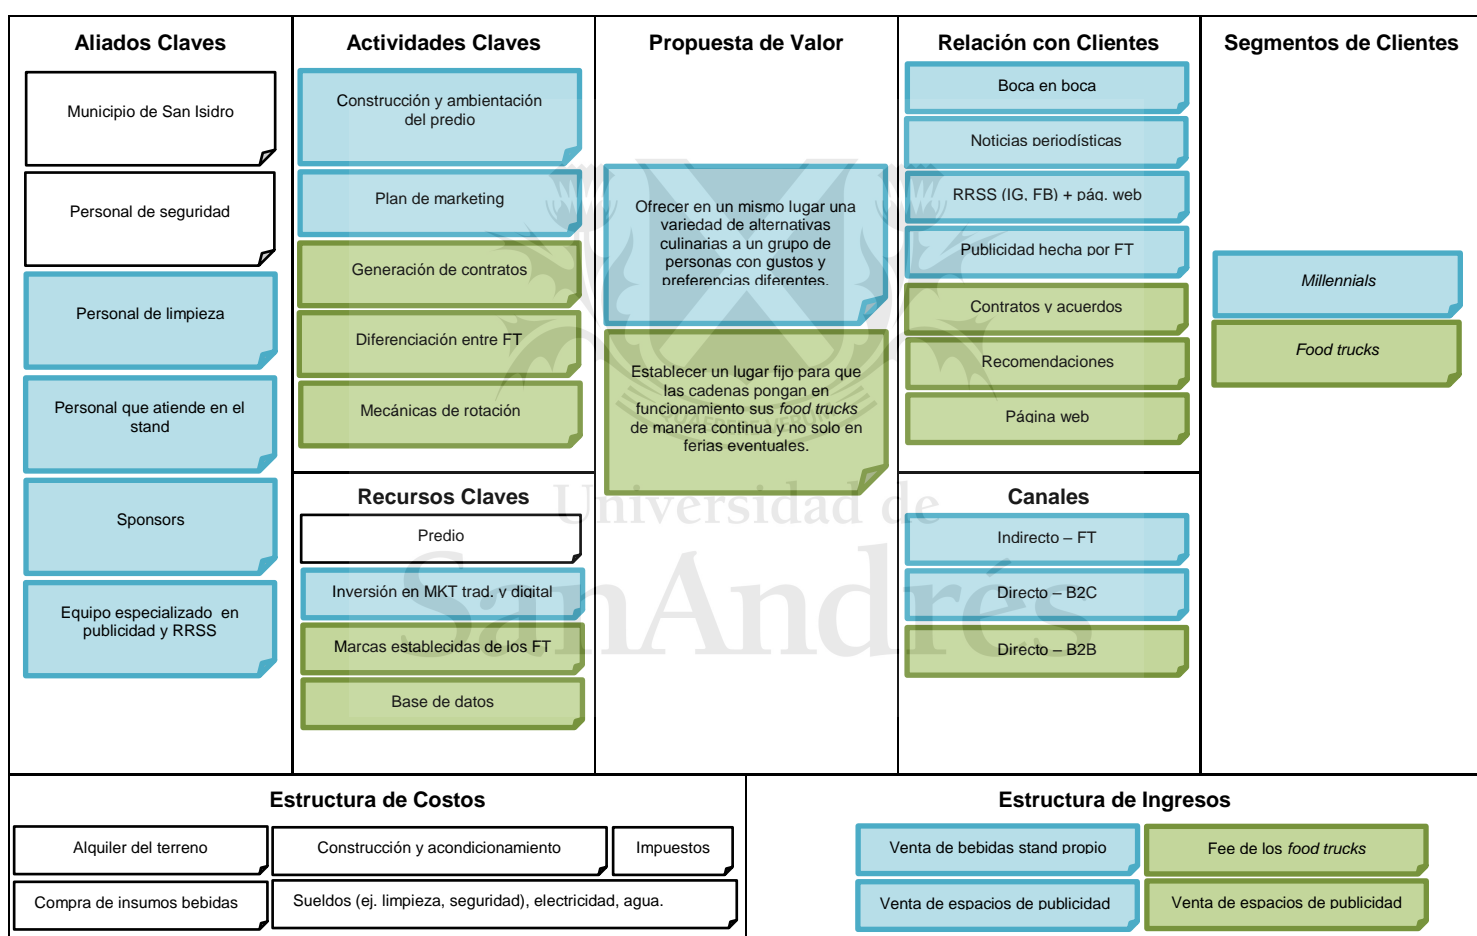 Aliados Claves
Municipio de San Isidro
Personal de seguridad
Personal de limpieza
Personal que atiende en el
stand
Sponsors
Equipo especializado en
publicidad y RRSS
Actividades Claves
Construcción y ambientación
del predio
Plan de marketing
Generación de contratos
Diferenciación entre FT
Mecánicas de rotación
Recursos Claves
Predio
Inversión en MKT trad. y digital
Marcas establecidas de los FT
Base de datos
Propuesta de Valor
Ofrecer en un mismo lugar una
variedad de alternativas
culinarias a un grupo de
personas con gustos y
preferencias diferentes.
Establecer un lugar fijo para que
las cadenas pongan en
funcionamiento sus food trucks
de manera continua y no solo en
ferias eventuales.
Relación con Clientes
Boca en boca
Noticias periodísticas
RRSS (IG, FB) + pág. web
Publicidad hecha por FT
Contratos y acuerdos
Recomendaciones
Página web
Canales
Indirecto – FT
Directo – B2C
Directo – B2B
Segmentos de Clientes
Millennials
Food trucks
Estructura de Costos
Alquiler del terreno
Construcción y acondicionamiento
Impuestos
Compra de insumos bebidas
Sueldos (ej. limpieza, seguridad), electricidad, agua.
Estructura de Ingresos
Venta de bebidas stand propio
Fee de los food trucks
Venta de espacios de publicidad
Venta de espacios de publicidad
Universidad de
SanAndrés